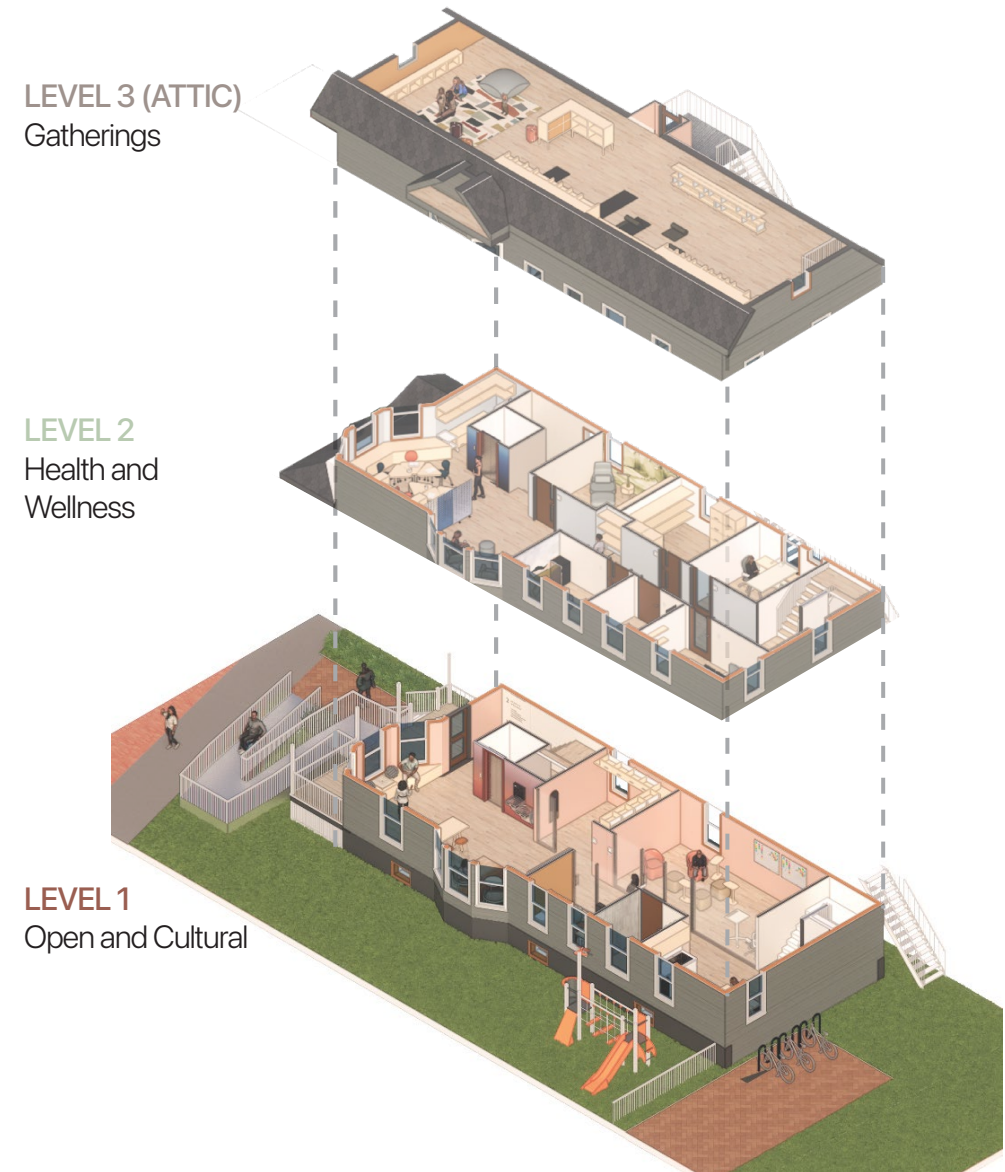 LEVEL 3 (ATTIC)
Gatherings
LEVEL 2
Health and
Wellness
LEVEL 1
Open and Cultural